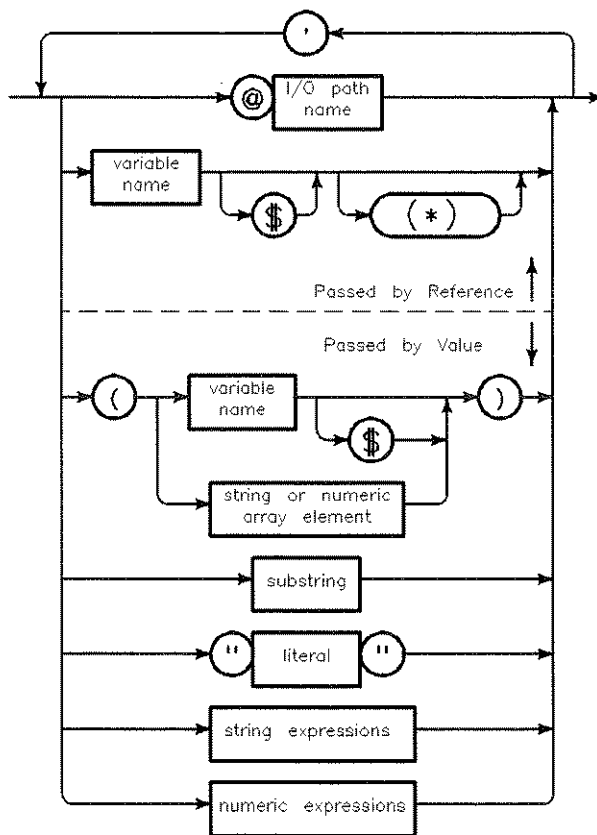 ,
@ I/O path
name
variable
name
$
(*)
Passed by Reference
Passed by Value
(
variable
name
)
$
string or numeric
array element
substring
" literal "
string expressions
numeric expressions